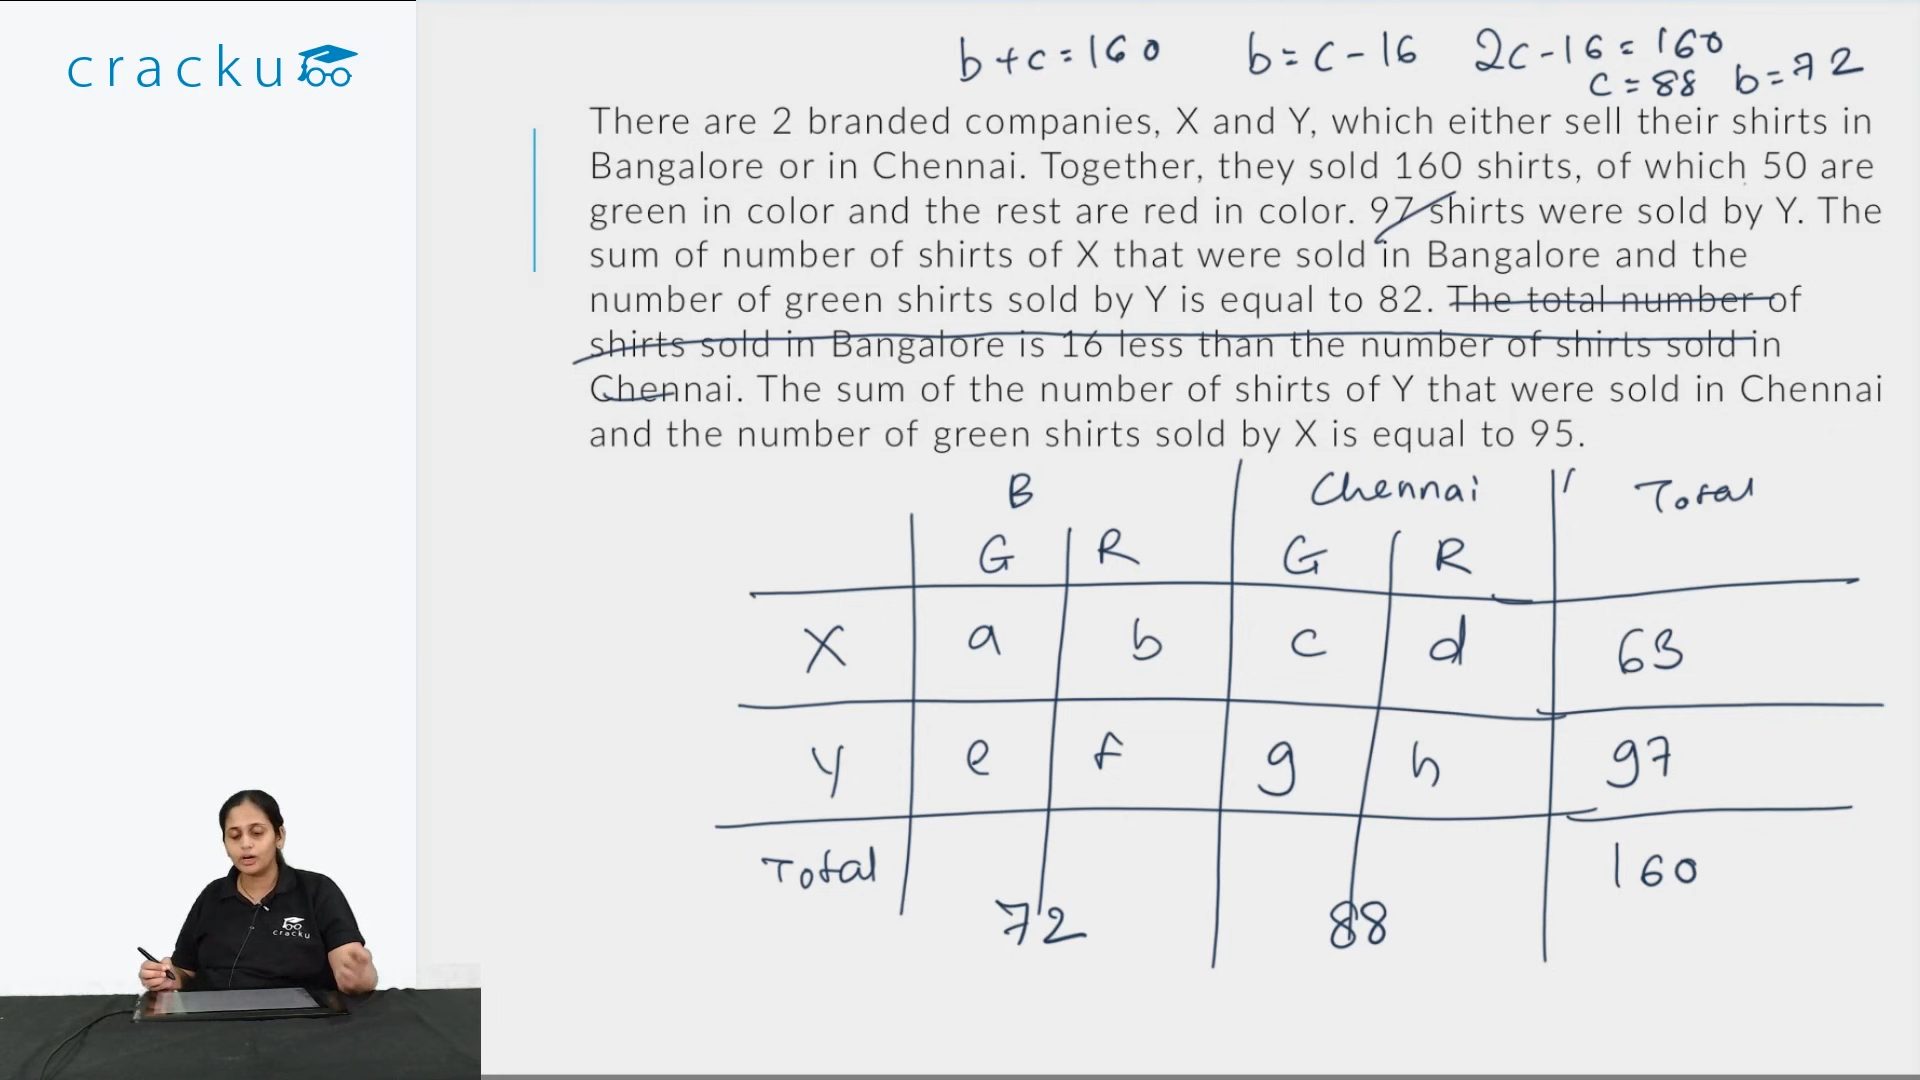 cracku
b+c=160 b=c-16 2c-16=160
c=88 b=72
There are 2 branded companies, X and Y, which either sell their shirts in
Bangalore or in Chennai. Together, they sold 160 shirts, of which 50 are
green in color and the rest are red in color. 97 shirts were sold by Y. The
sum of number of shirts of X that were sold in Bangalore and the
number of green shirts sold by Y is equal to 82. The total number of
shirts sold in Bangalore is 16 less than the number of shirts sold in
Chennai. The sum of the number of shirts of Y that were sold in Chennai
and the number of green shirts sold by X is equal to 95.
B Chennai Total
G R G R
X a b c d 63
Y e f g h 97
Total 160
72 88
cracku